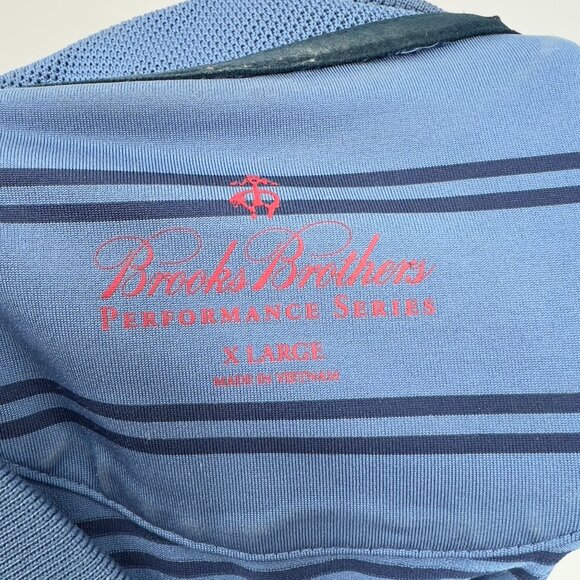 Brooks Brothers
PERFORMANCE SERIES
X LARGE
MADE IN VIETNAM